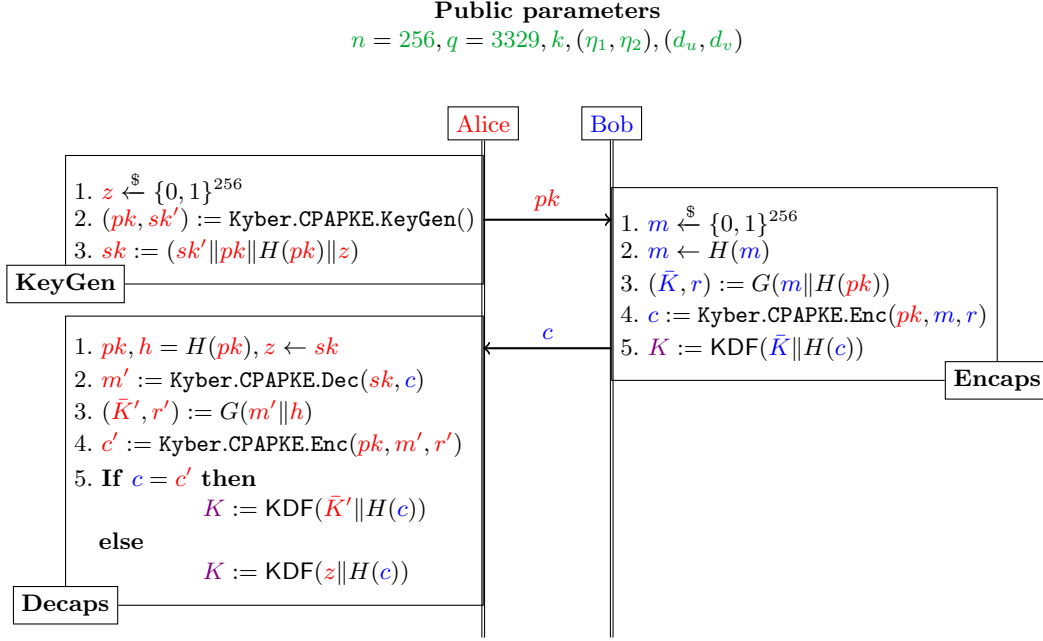 Public parameters
n = 256, q = 3329, k, (η₁, η₂), (d_u, d_v)
Alice
Bob
1. z ←$ {0, 1}²⁵⁶
2. (pk, sk′) := Kyber.CPAPKE.KeyGen()
3. sk := (sk′‖pk‖H(pk)‖z)
KeyGen
pk
1. m ←$ {0, 1}²⁵⁶
2. m ← H(m)
3. (K̄, r) := G(m‖H(pk))
4. c := Kyber.CPAPKE.Enc(pk, m, r)
5. K := KDF(K̄‖H(c))
Encaps
c
1. pk, h = H(pk), z ← sk
2. m′ := Kyber.CPAPKE.Dec(sk, c)
3. (K̄′, r′) := G(m′‖h)
4. c′ := Kyber.CPAPKE.Enc(pk, m′, r′)
5. If c = c′ then
K := KDF(K̄′‖H(c))
else
K := KDF(z‖H(c))
Decaps